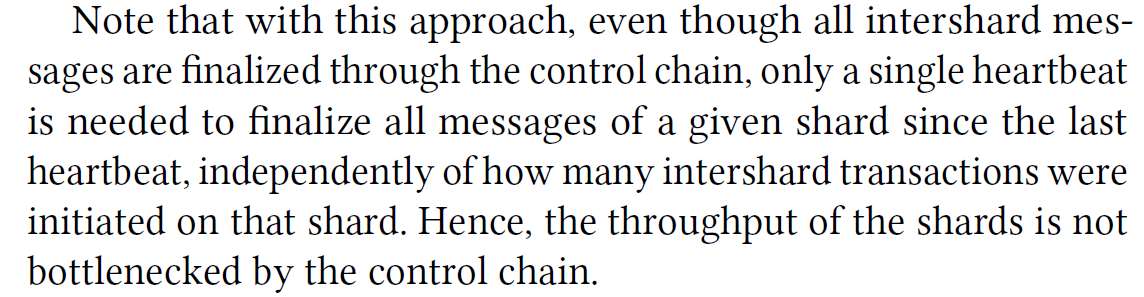 Note that with this approach, even though all intershard mes-
sages are finalized through the control chain, only a single heartbeat
is needed to finalize all messages of a given shard since the last
heartbeat, independently of how many intershard transactions were
initiated on that shard. Hence, the throughput of the shards is not
bottlenecked by the control chain.